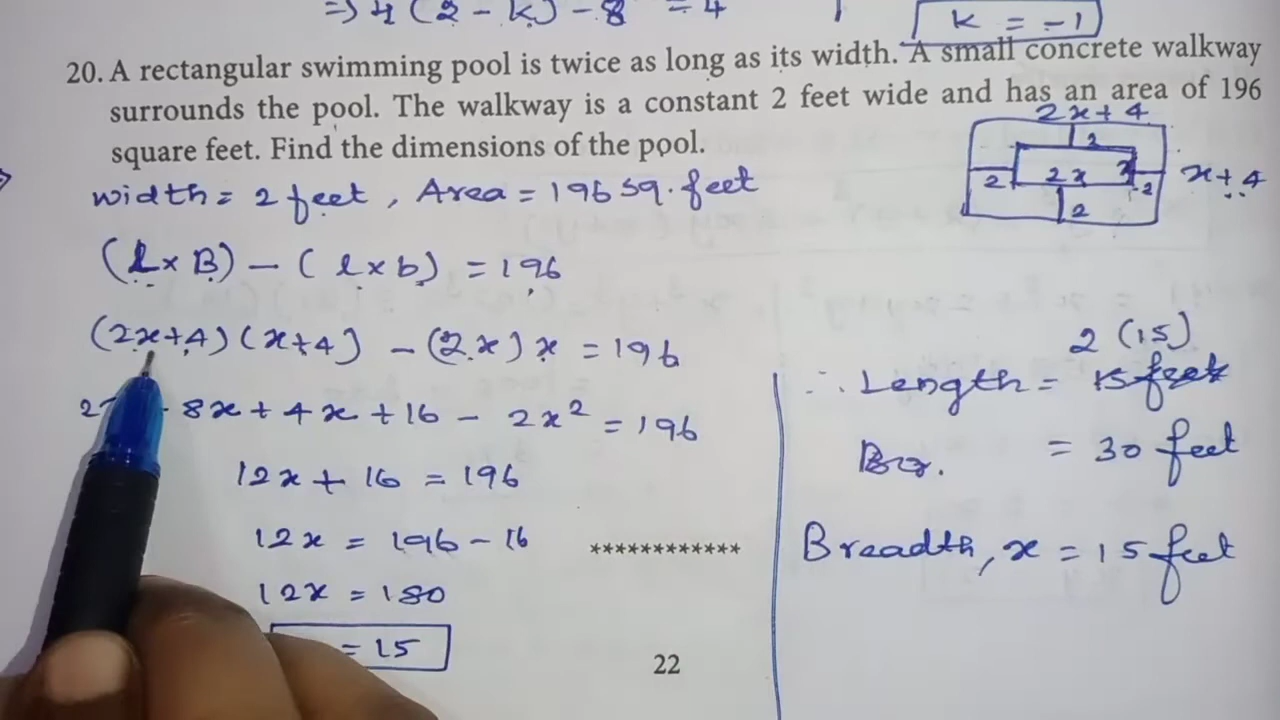 => 4 (2 - k) - 8 = 4
k = -1
20. A rectangular swimming pool is twice as long as its width. A small concrete walkway
surrounds the pool. The walkway is a constant 2 feet wide and has an area of 196
square feet. Find the dimensions of the pool.
2x+4
2
2 2x x 2
x+4
2
width = 2 feet, Area = 196 sq. feet
(L x B) - ( l x b) = 196
(2x+4)(x+4) - (2x)x = 196
8x + 4x + 16 - 2x² = 196
12x + 16 = 196
12x = 196 - 16
12x = 180
= 15
************
2 (15)
∴ Length = 15 feet
Br. = 30 feet
Breadth, x = 15 feet
22